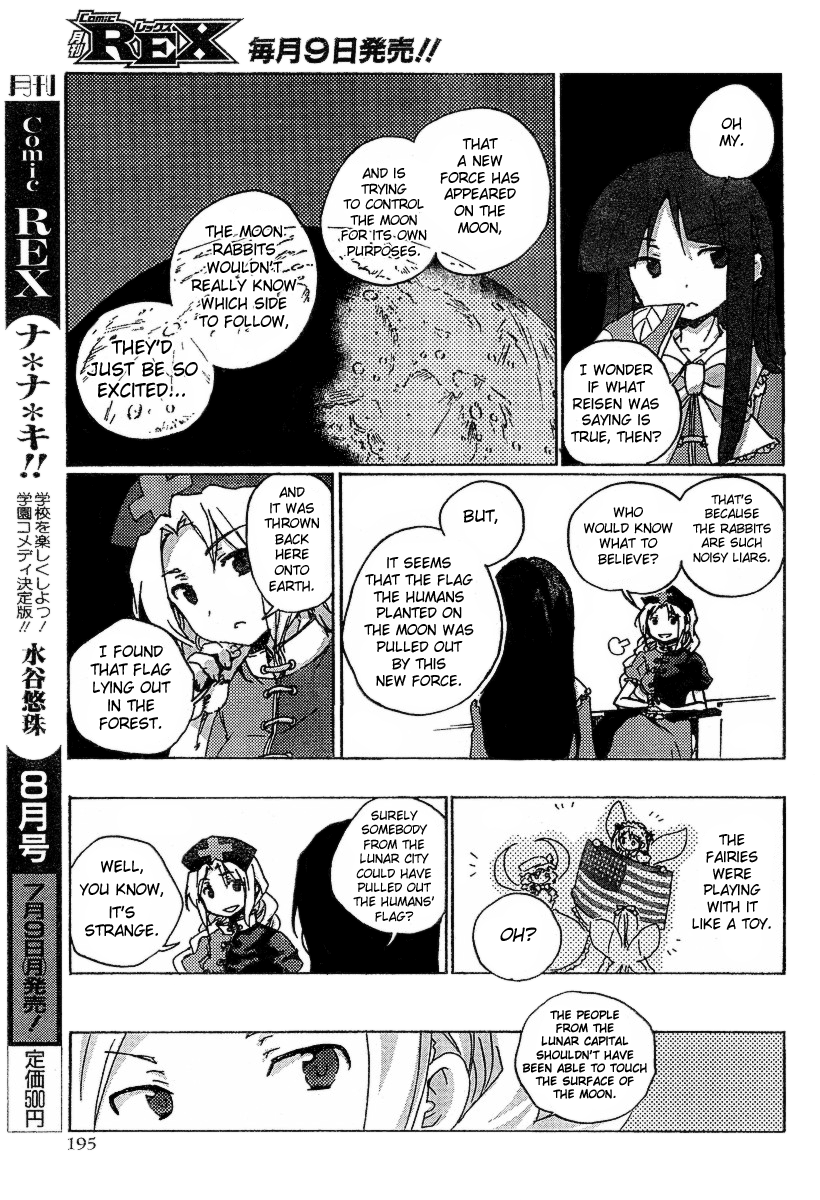 Comic
月刊
レックス
REX
毎月9日発売!!
OH
MY.
I WONDER
IF WHAT
REISEN WAS
SAYING IS
TRUE, THEN?
THAT
A NEW
FORCE HAS
APPEARED
ON THE
MOON,
AND IS
TRYING
TO CONTROL
THE MOON
FOR ITS OWN
PURPOSES.
THE MOON
RABBITS
WOULDN'T
REALLY KNOW
WHICH SIDE
TO FOLLOW,
THEY'D
JUST BE SO
EXCITED!...
THAT'S
BECAUSE
THE RABBITS
ARE SUCH
NOISY LIARS.
WHO
WOULD KNOW
WHAT TO
BELIEVE?
BUT,
IT SEEMS
THAT THE FLAG
THE HUMANS
PLANTED ON
THE MOON WAS
PULLED OUT
BY THIS
NEW FORCE.
AND
IT WAS
THROWN
BACK
HERE
ONTO
EARTH.
I FOUND
THAT FLAG
LYING OUT
IN THE
FOREST.
THE
FAIRIES
WERE
PLAYING
WITH IT
LIKE A TOY.
OH?
SURELY
SOMEBODY
FROM THE
LUNAR CITY
COULD HAVE
PULLED OUT
THE HUMANS'
FLAG?
WELL,
YOU KNOW,
IT'S
STRANGE.
THE PEOPLE
FROM THE
LUNAR CAPITAL
SHOULDN'T HAVE
BEEN ABLE TO TOUCH
THE SURFACE OF
THE MOON.
月刊
Comic REX
ナ*ナ*キ!!
学校を楽しくしよっ!
学園コメディ決定版!!
水谷悠珠
8月号
7月9日(月)発売!
定価500円
195